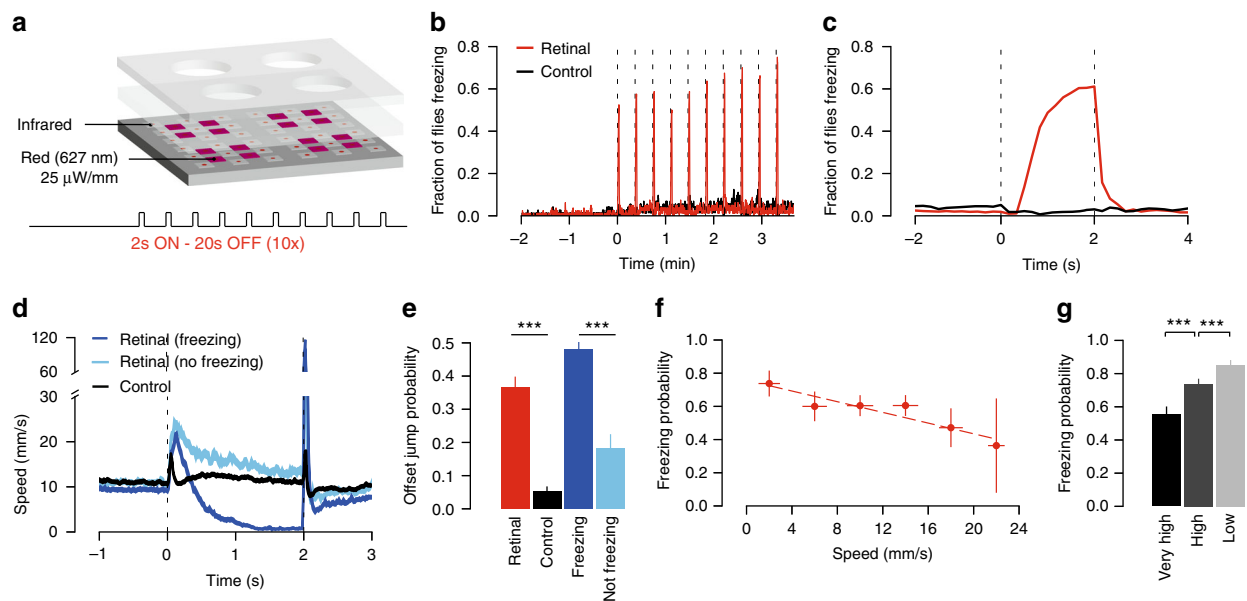 a
Infrared
Red (627 nm)
25 µW/mm
2s ON - 20s OFF (10x)
b
Fraction of flies freezing
0.8
0.6
0.4
0.2
0.0
Retinal
Control
−2 −1 0 1 2 3
Time (min)
c
Fraction of flies freezing
0.8
0.6
0.4
0.2
0.0
−2 0 2 4
Time (s)
d
Speed (mm/s)
120
60
30
20
10
0
Retinal (freezing)
Retinal (no freezing)
Control
−1 0 1 2 3
Time (s)
e
Offset jump probability
0.5
0.4
0.3
0.2
0.1
0.0
*** ***
Retinal
Control
Freezing
Not freezing
f
Freezing probability
1.0
0.8
0.6
0.4
0.2
0.0
0 4 8 12 16 20 24
Speed (mm/s)
g
Freezing probability
1.0
0.8
0.6
0.4
0.2
0.0
*** ***
Very high
High
Low